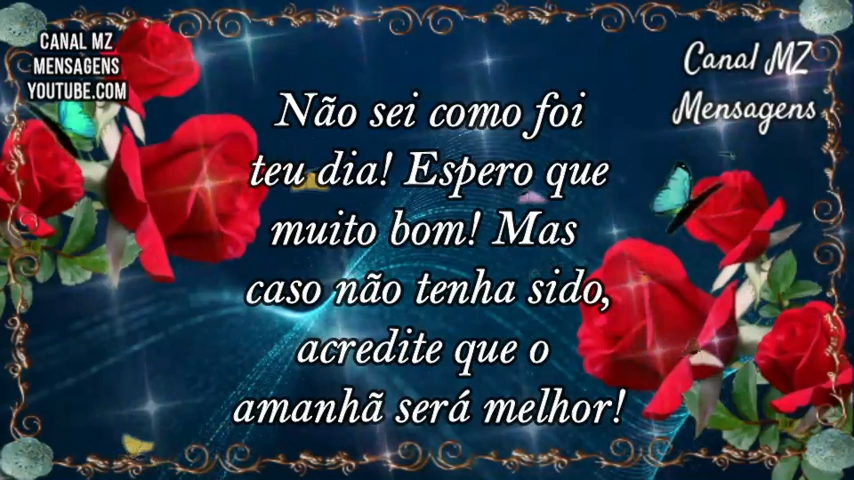 CANAL MZ
MENSAGENS
YOUTUBE.COM
Canal MZ
Mensagens
Não sei como foi
teu dia! Espero que
muito bom! Mas
caso não tenha sido,
acredite que o
amanhã será melhor!